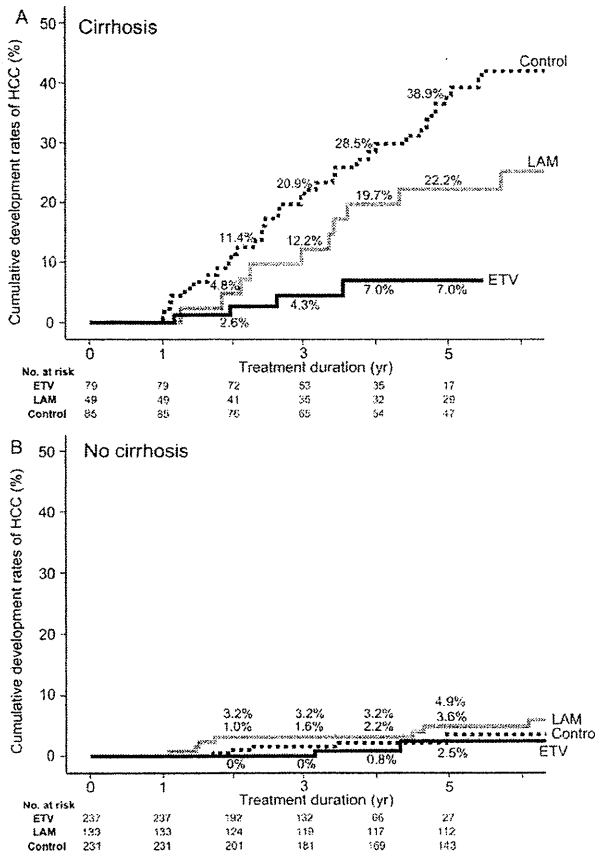 A
Cirrhosis
Cumulative development rates of HCC (%)
50
40
30
20
10
0
Control
38.9%
28.5%
20.9%
11.4%
LAM
22.2%
19.7%
12.2%
4.8%
ETV
7.0%
7.0%
4.3%
2.6%
0 1 3 5
Treatment duration (yr)
No. at risk
ETV 79 79 72 53 35 17
LAM 49 49 41 35 32 29
Control 85 85 76 65 54 47
B
No cirrhosis
Cumulative development rates of HCC (%)
50
40
30
20
10
0
3.2% 3.2% 3.2% 4.9%
1.0% 1.6% 2.2% 3.6%
0% 0% 0.8% 2.5%
LAM
Contro
ETV
0 1 3 5
Treatment duration (yr)
No. at risk
ETV 237 237 192 132 66 27
LAM 133 133 124 119 117 112
Control 231 231 201 181 169 143